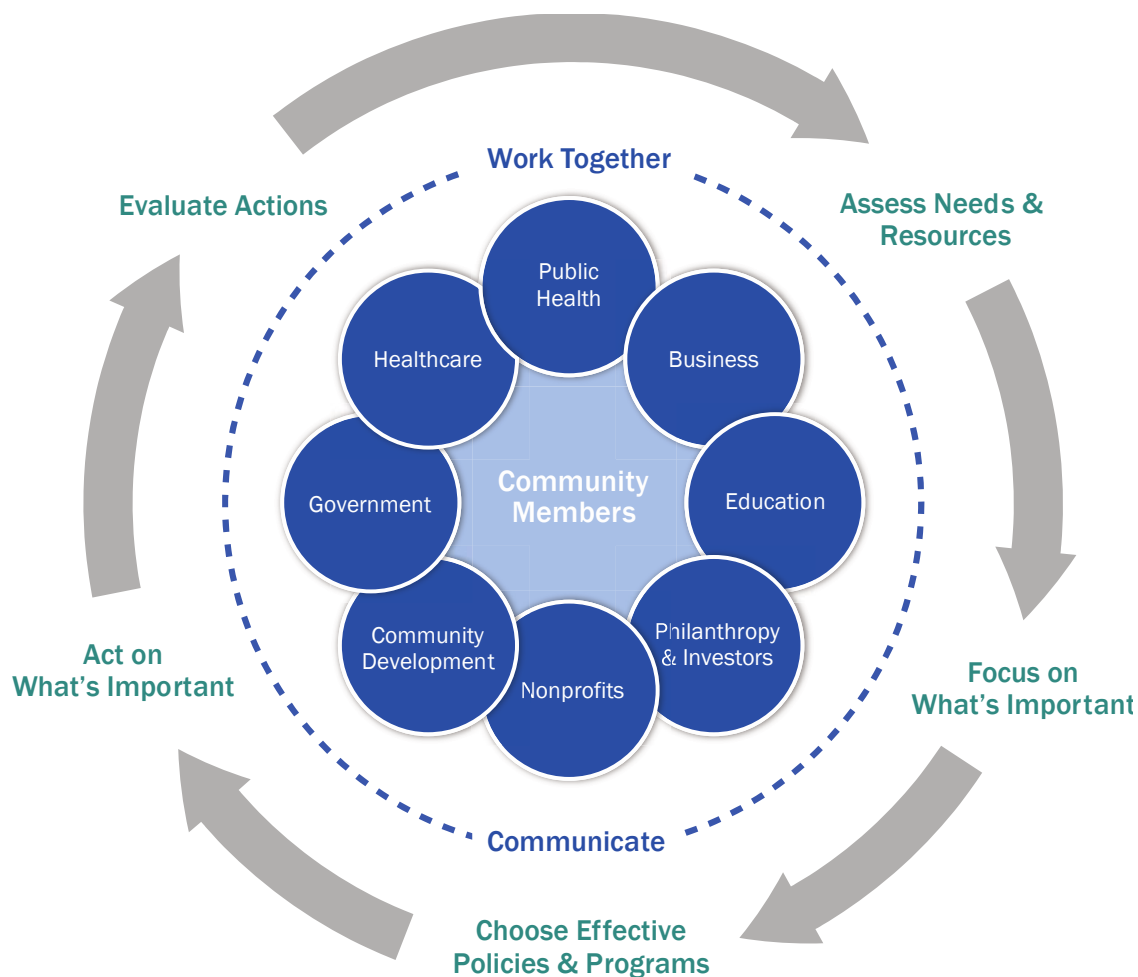 Work Together
Evaluate Actions
Assess Needs &
Resources
Public
Health
Healthcare
Business
Community
Members
Government
Education
Community
Development
Philanthropy
& Investors
Nonprofits
Act on
What’s Important
Focus on
What’s Important
Communicate
Choose Effective
Policies & Programs